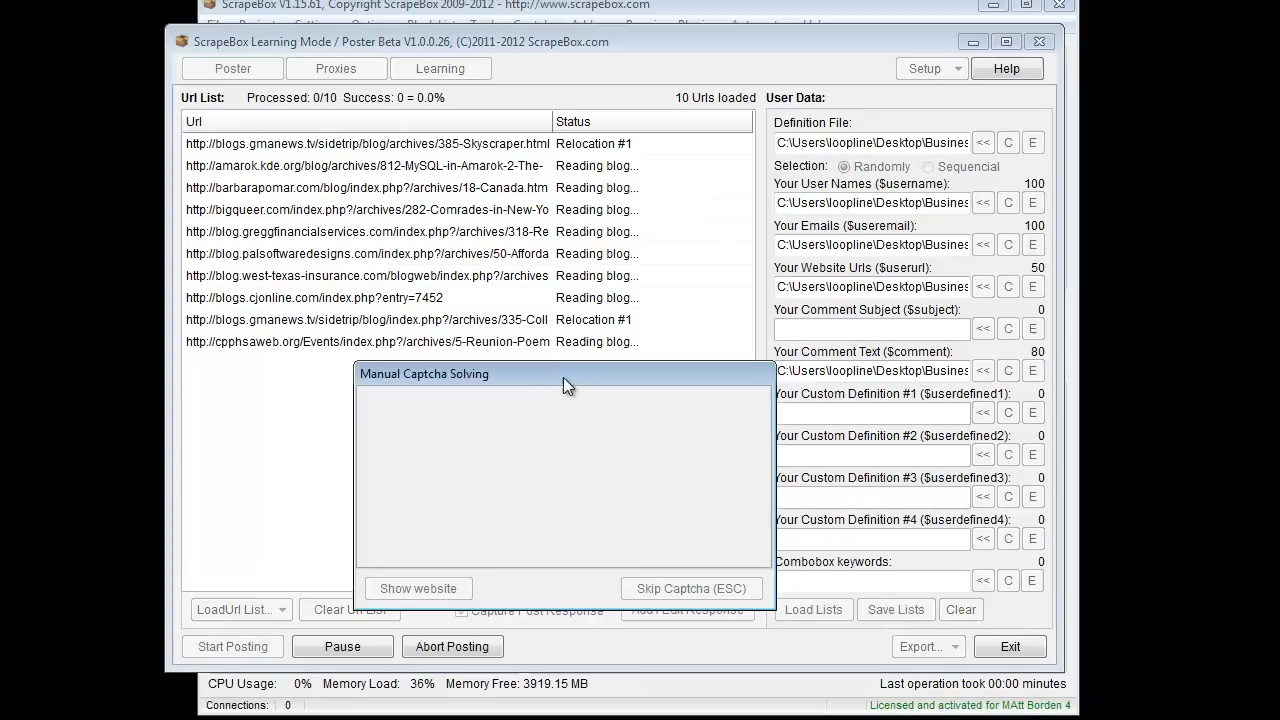 ScrapeBox V1.15.61, Copyright ScrapeBox 2009-2012 - http://www.scrapebox.com
ScrapeBox Learning Mode / Poster Beta V1.0.0.26, (C)2011-2012 ScrapeBox.com
Poster Proxies Learning Setup Help
Url List: Processed: 0/10 Success: 0 = 0.0% 10 Urls loaded User Data:
Url Status
Definition File:
http://blogs.gmanews.tv/sidetrip/blog/archives/385-Skyscraper.html Relocation #1 C:\Users\loopline\Desktop\Busines << C E
http://amarok.kde.org/blog/archives/812-MySQL-in-Amarok-2-The- Reading blog... Selection: Randomly Sequencial
http://barbarapomar.com/blog/index.php?/archives/18-Canada.htm Reading blog... Your User Names ($username): 100
C:\Users\loopline\Desktop\Busines << C E
http://bigqueer.com/index.php?/archives/282-Comrades-in-New-Yo Reading blog...
http://blog.greggfinancialservices.com/index.php?/archives/318-Re Reading blog... Your Emails ($useremail): 100
C:\Users\loopline\Desktop\Busines << C E
http://blog.palsoftwaredesigns.com/index.php?/archives/50-Afforda Reading blog...
http://blog.west-texas-insurance.com/blogweb/index.php?/archives Reading blog... Your Website Urls ($userurl): 50
C:\Users\loopline\Desktop\Busines << C E
http://blogs.cjonline.com/index.php?entry=7452 Reading blog...
Your Comment Subject ($subject): 0
http://blogs.gmanews.tv/sidetrip/blog/index.php?/archives/335-Coll Relocation #1 << C E
http://cpphsaweb.org/Events/index.php?/archives/5-Reunion-Poem Reading blog... Your Comment Text ($comment): 80
Manual Captcha Solving C:\Users\loopline\Desktop\Busines << C E
Your Custom Definition #1 ($userdefined1): 0
<< C E
Your Custom Definition #2 ($userdefined2): 0
<< C E
Your Custom Definition #3 ($userdefined3): 0
<< C E
Your Custom Definition #4 ($userdefined4): 0
<< C E
Combobox keywords: 0
Show website Skip Captcha (ESC) << C E
LoadUrl List... Clear Url List Capture Post Response Add / Edit Response Load Lists Save Lists Clear
Start Posting Pause Abort Posting Export... Exit
CPU Usage: 0% Memory Load: 36% Memory Free: 3919.15 MB Last operation took 00:00 minutes
Connections: 0 Licensed and activated for MAtt Borden 4